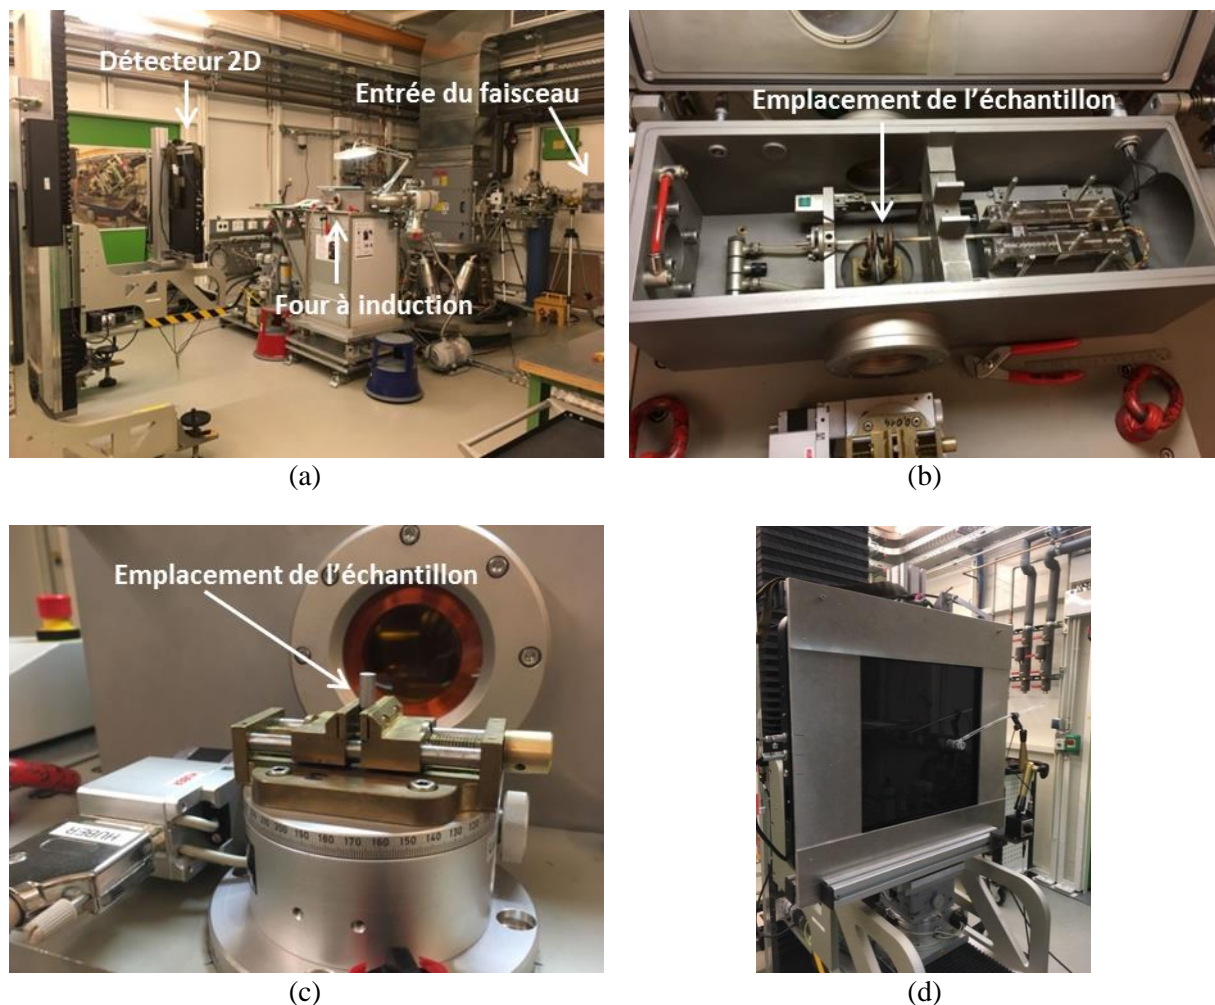 Détecteur 2D
Entrée du faisceau
Four à induction
Emplacement de l'échantillon
(a)
(b)
Emplacement de l'échantillon
HUBER
(c)
(d)